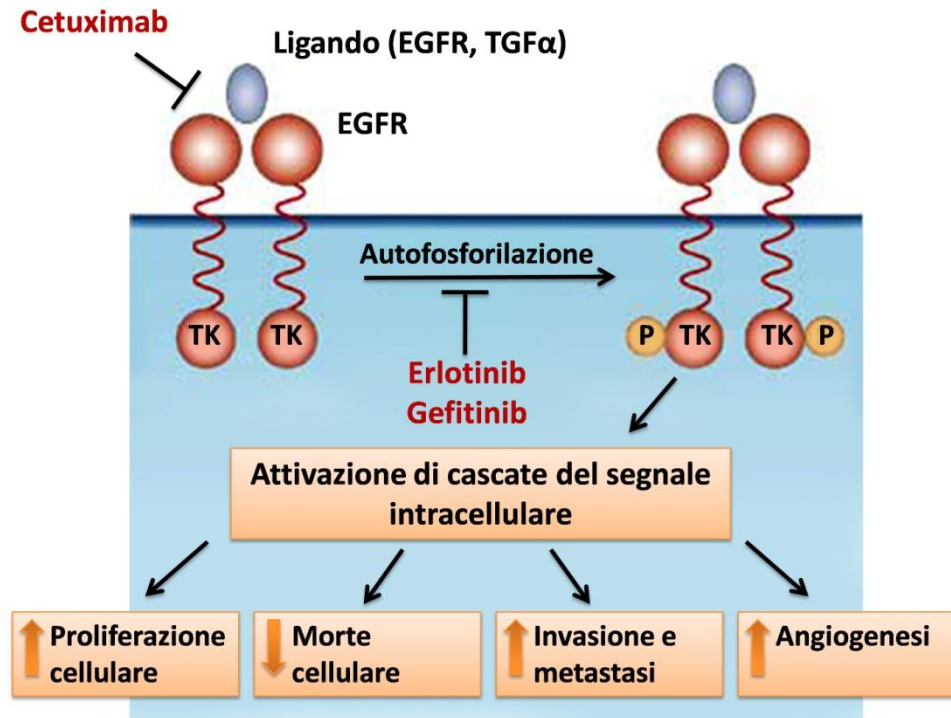 Cetuximab
Ligando (EGFR, TGFα)
EGFR
Autofosforilazione
TK
TK
P
TK
TK
P
Erlotinib
Gefitinib
Attivazione di cascate del segnale
intracellulare
Proliferazione
cellulare
Morte
cellulare
Invasione e
metastasi
Angiogenesi